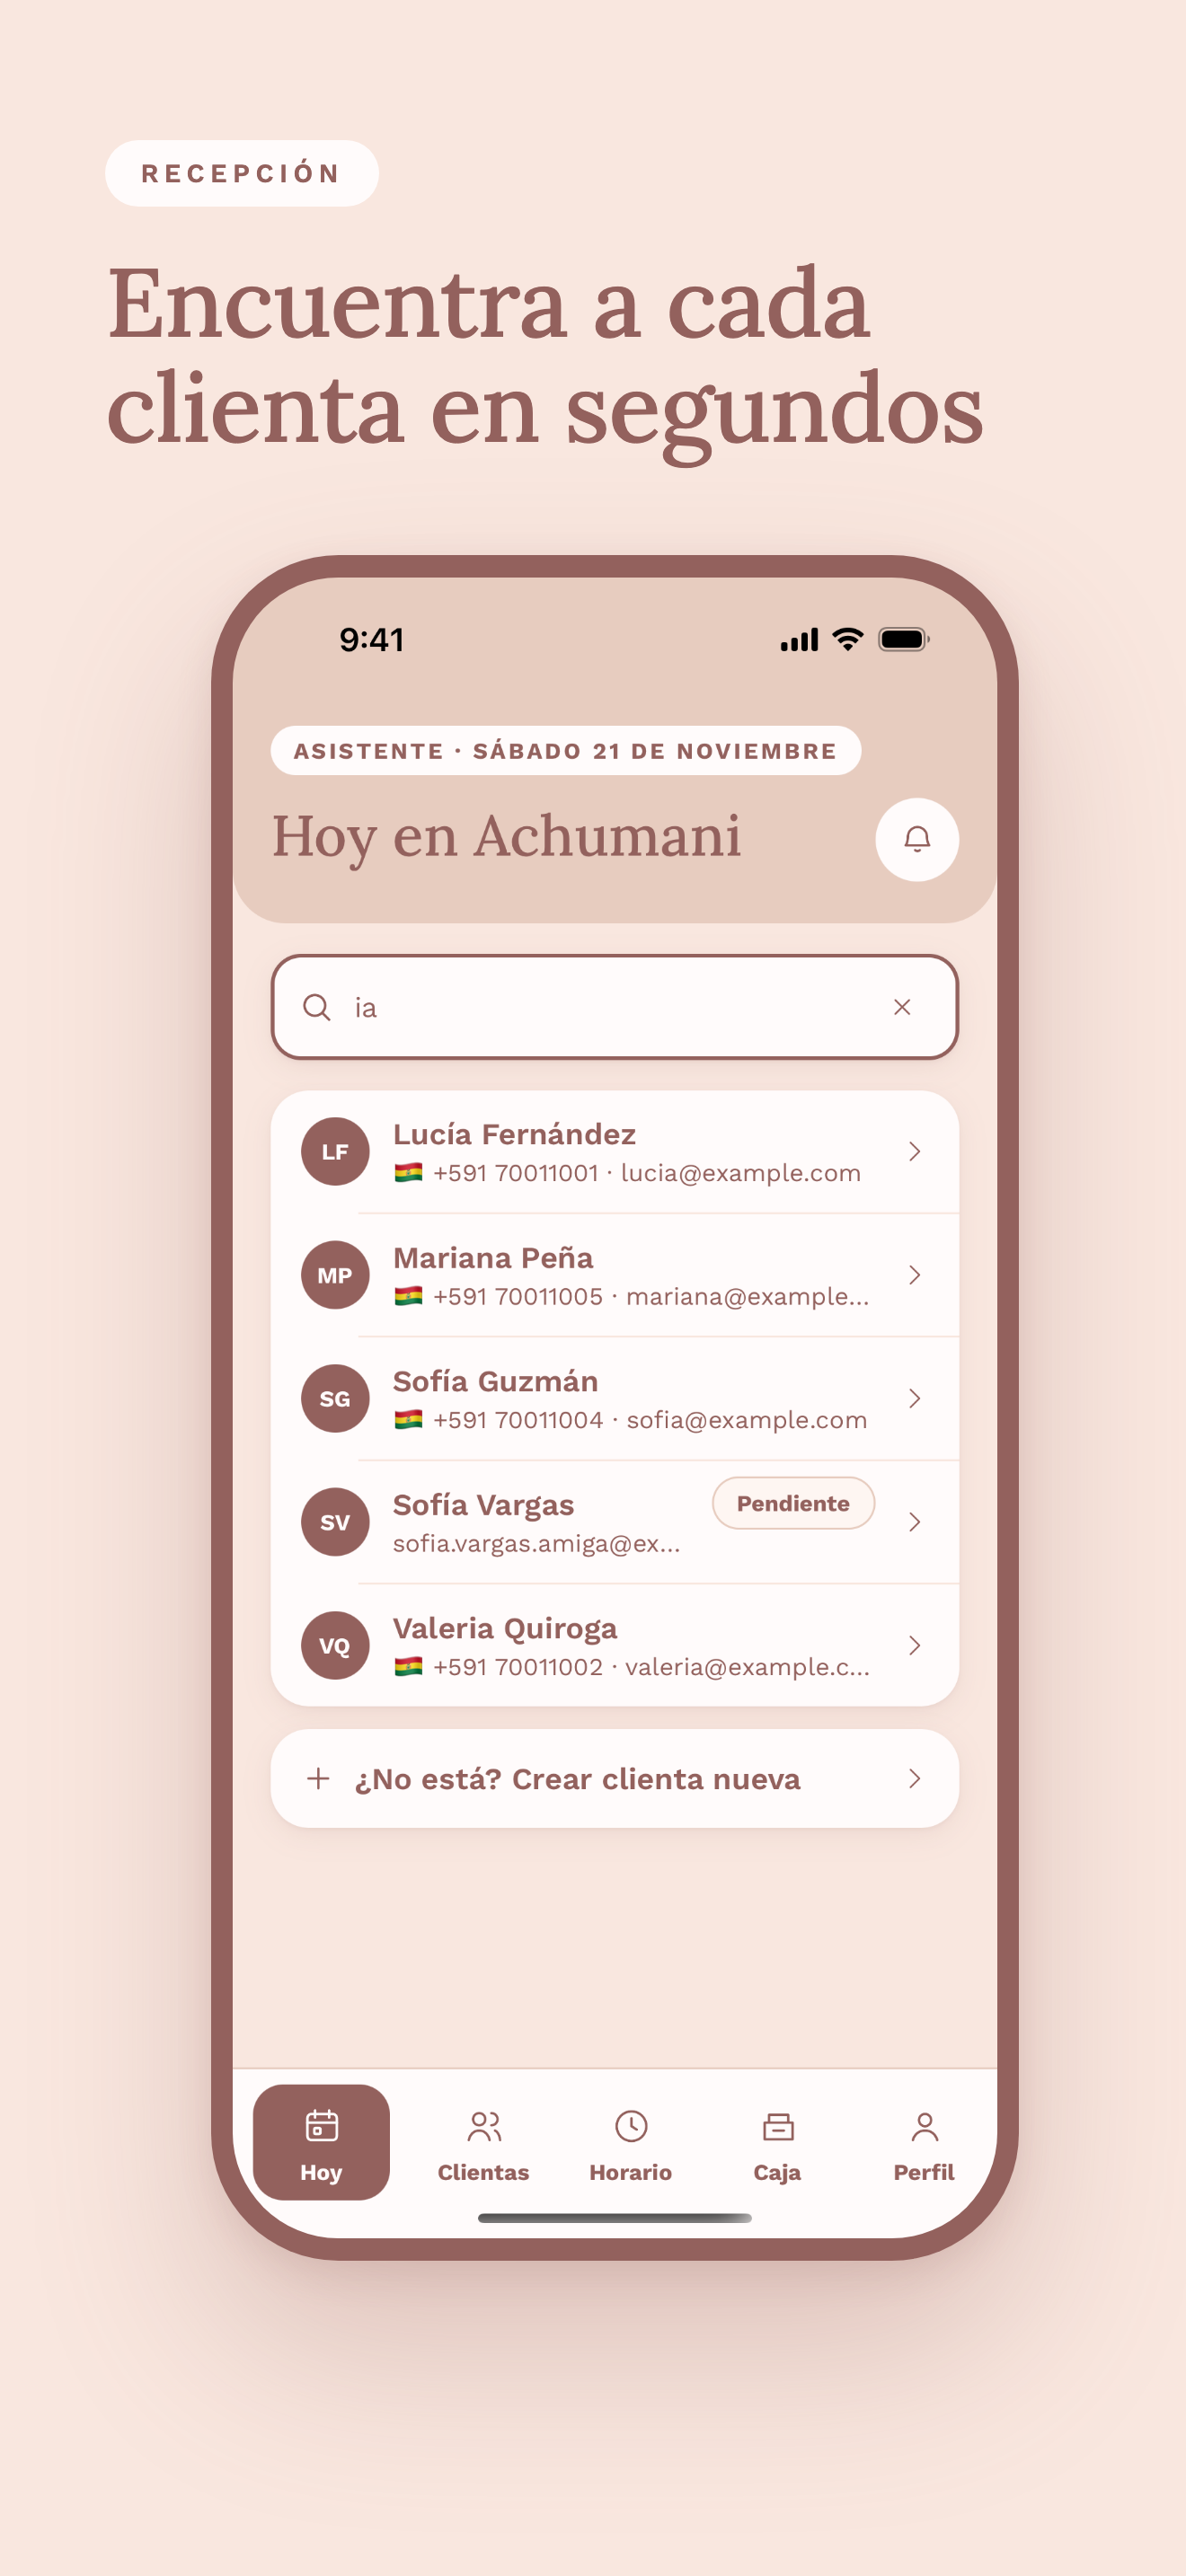 RECEPCIÓN
Encuentra a cada
clienta en segundos
9:41
ASISTENTE · SÁBADO 21 DE NOVIEMBRE
Hoy en Achumani
ia
LF
Lucía Fernández
+591 70011001 · lucia@example.com
MP
Mariana Peña
+591 70011005 · mariana@example...
SG
Sofía Guzmán
+591 70011004 · sofia@example.com
SV
Sofía Vargas
Pendiente
sofia.vargas.amiga@ex...
VQ
Valeria Quiroga
+591 70011002 · valeria@example.c...
¿No está? Crear clienta nueva
Hoy
Clientas
Horario
Caja
Perfil